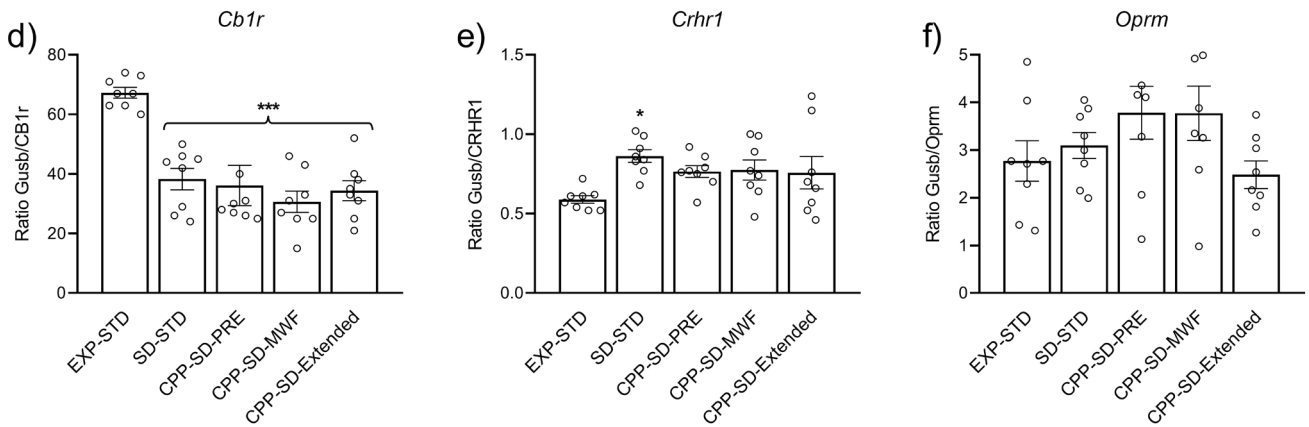 d)
Cb1r
Ratio Gusb/CB1r
80
60
40
20
0
***
EXP-STD
SD-STD
CPP-SD-PRE
CPP-SD-MWF
CPP-SD-Extended
e)
Crhr1
Ratio Gusb/CRHR1
1.5
1.0
0.5
0.0
*
EXP-STD
SD-STD
CPP-SD-PRE
CPP-SD-MWF
CPP-SD-Extended
f)
Oprm
Ratio Gusb/Oprm
5
4
3
2
1
0
EXP-STD
SD-STD
CPP-SD-PRE
CPP-SD-MWF
CPP-SD-Extended